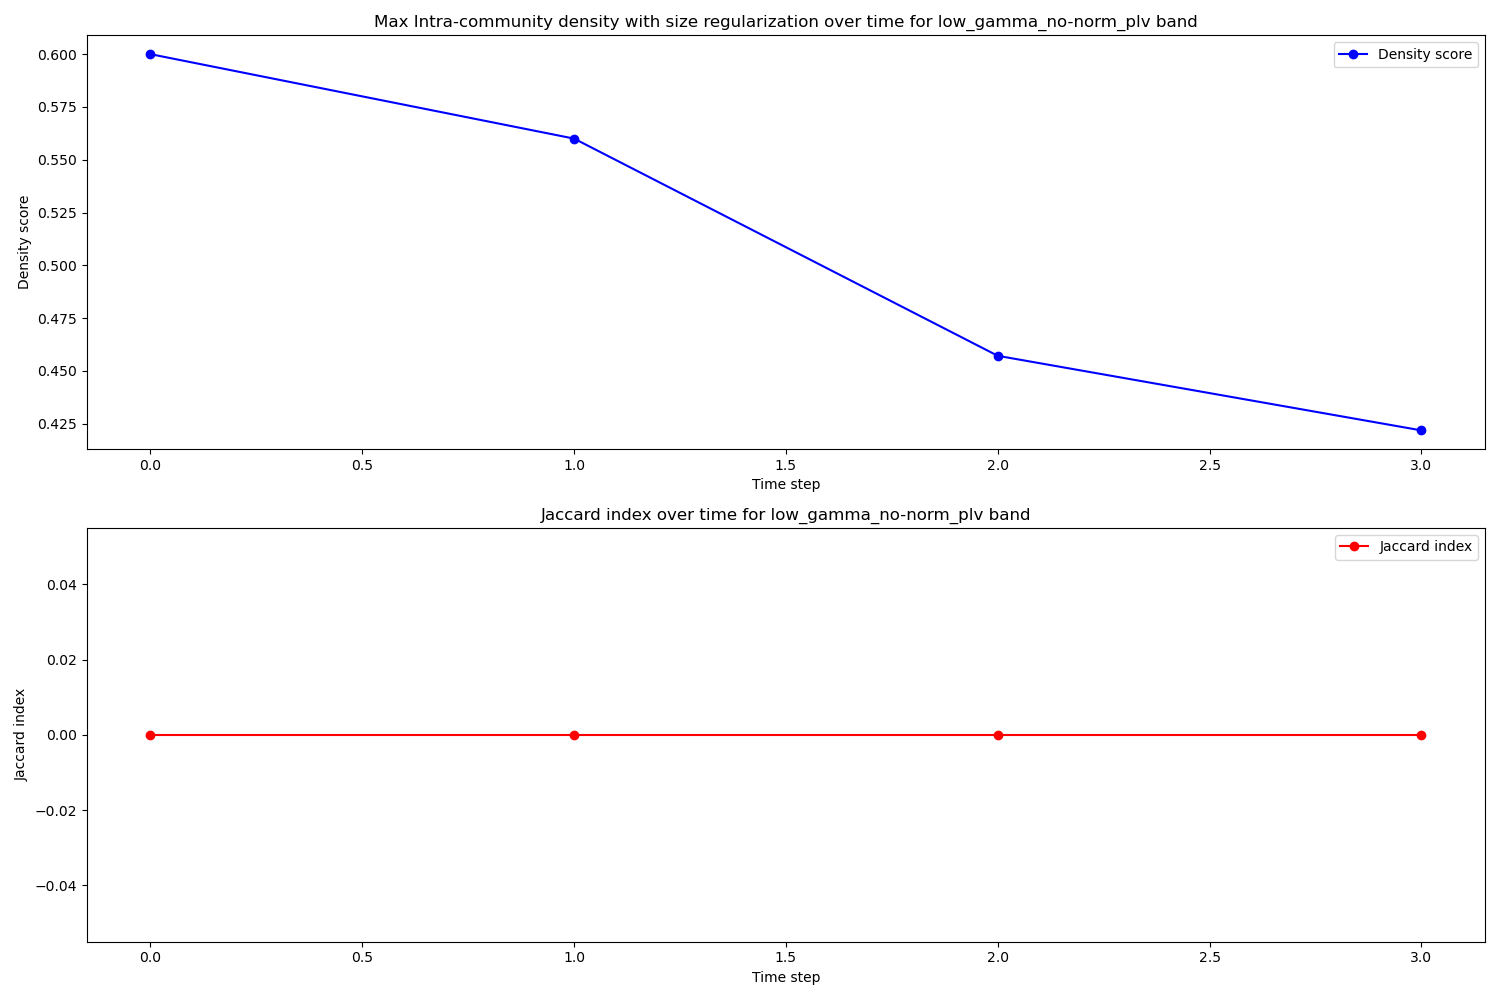 Max Intra-community density with size regularization over time for low_gamma_no-norm_plv band
Density score
0.600
0.575
0.550
0.525
0.500
0.475
0.450
0.425
Density score
0.0 0.5 1.0 1.5 2.0 2.5 3.0
Time step
Jaccard index over time for low_gamma_no-norm_plv band
Jaccard index
0.04
0.02
0.00
−0.02
−0.04
Jaccard index
0.0 0.5 1.0 1.5 2.0 2.5 3.0
Time step